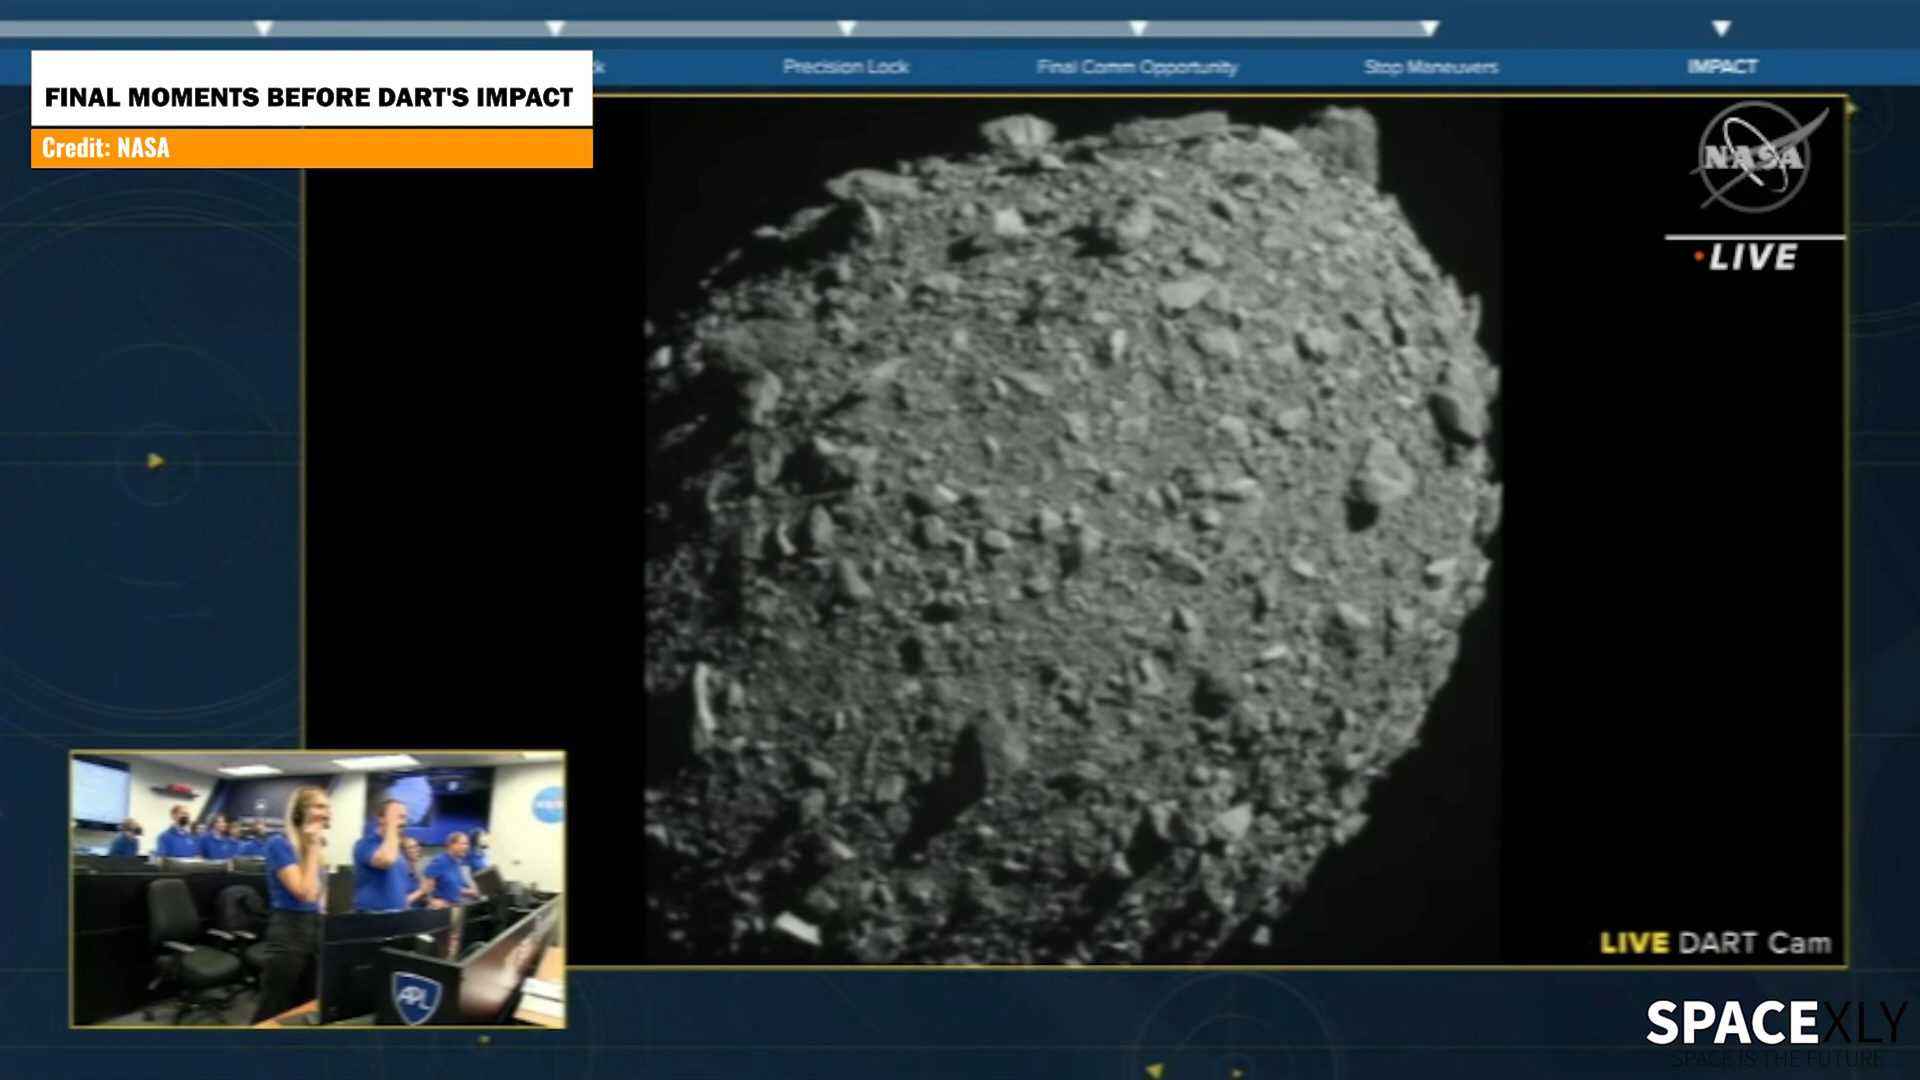 Precision Lock
Final Comm Opportunity
Stop Maneuvers
IMPACT
FINAL MOMENTS BEFORE DART'S IMPACT
Credit: NASA
NASA
LIVE
LIVE DART Cam
APL
SPACEXLY
SPACE IS THE FUTURE